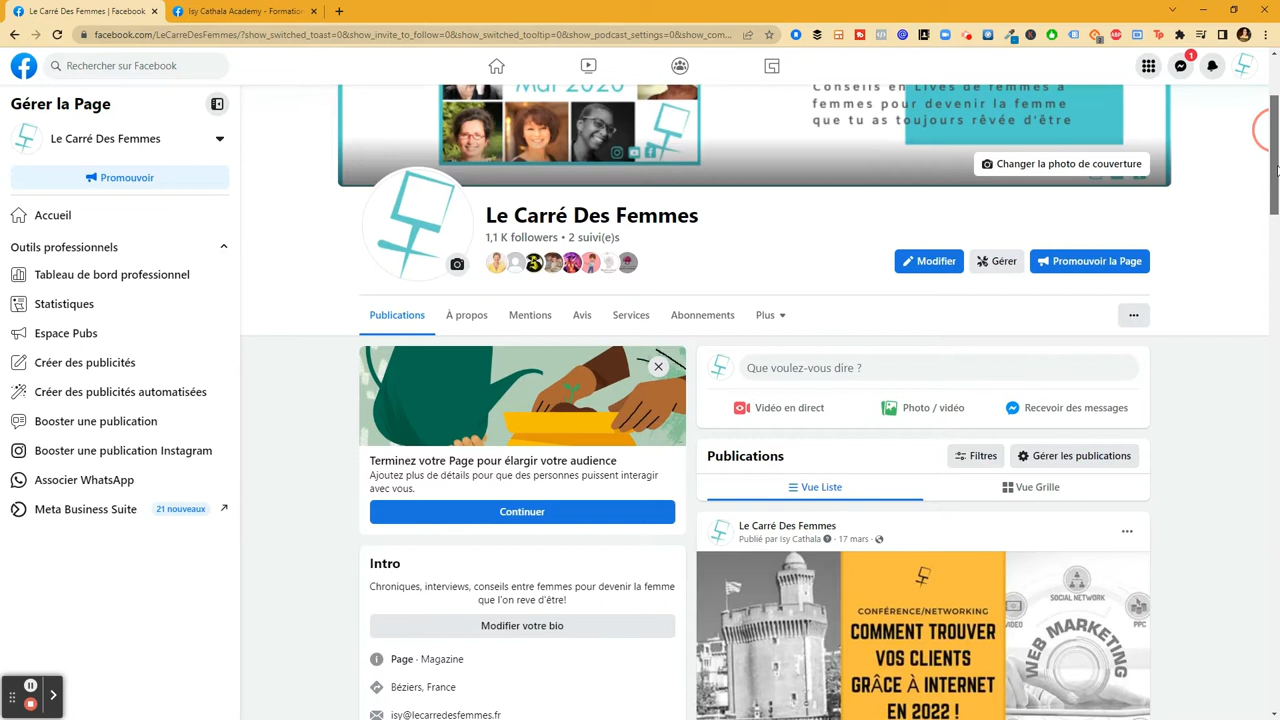 Le Carré Des Femmes | Facebook
Isy Cathala Academy - Formation
facebook.com/LeCarreDesFemmes/?show_switched_toast=0&show_invite_to_follow=0&show_switched_tooltip=0&show_podcast_settings=0&show_com...
Rechercher sur Facebook
1
Gérer la Page
Le Carré Des Femmes
Promouvoir
Accueil
Outils professionnels
Tableau de bord professionnel
Statistiques
Espace Pubs
Créer des publicités
Créer des publicités automatisées
Booster une publication
Booster une publication Instagram
Associer WhatsApp
Meta Business Suite
21 nouveaux
Mai 2020
Conseils en Lives de femmes à
femmes pour devenir la femme
que tu as toujours rêvée d'être
Changer la photo de couverture
Le Carré Des Femmes
1,1 K followers • 2 suivi(e)s
Modifier
Gérer
Promouvoir la Page
Publications
À propos
Mentions
Avis
Services
Abonnements
Plus
Terminez votre Page pour élargir votre audience
Ajoutez plus de détails pour que des personnes puissent interagir
avec vous.
Continuer
Intro
Chroniques, interviews, conseils entre femmes pour devenir la femme
que l'on reve d'être!
Modifier votre bio
Page · Magazine
Béziers, France
isy@lecarredesfemmes.fr
Que voulez-vous dire ?
Vidéo en direct
Photo / vidéo
Recevoir des messages
Publications
Filtres
Gérer les publications
Vue Liste
Vue Grille
Le Carré Des Femmes
Publié par Isy Cathala
· 17 mars ·
CONFÉRENCE/NETWORKING
COMMENT TROUVER
VOS CLIENTS
GRÂCE À INTERNET
EN 2022 !
SOCIAL NETWORK
VIDEO
PPC
WEB MARKETING